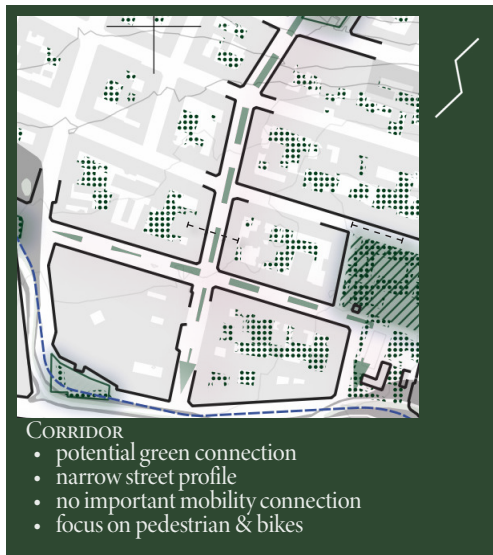 CORRIDOR
• potential green connection
• narrow street profile
• no important mobility connection
• focus on pedestrian & bikes